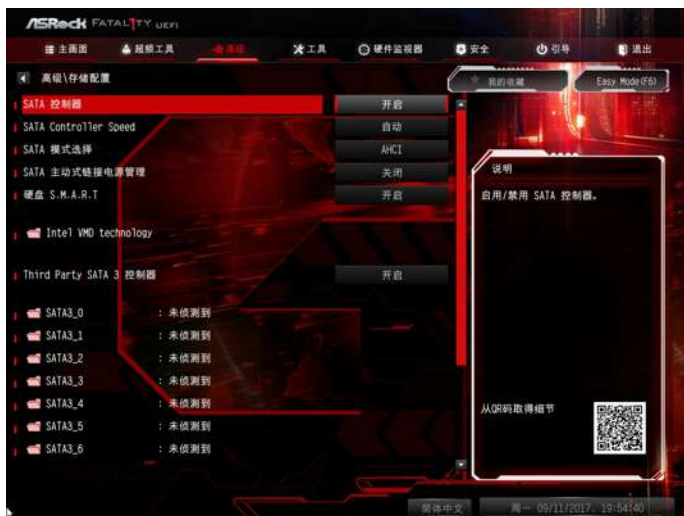 ASRock FATAL1TY UEFI
主画面 超频工具 高级 工具 硬件监视器 安全 引导 退出
高级\存储配置 我的收藏 Easy Mode(F6)
SATA 控制器 开启
SATA Controller Speed 自动
SATA 模式选择 AHCI
SATA 主动式链接电源管理 关闭
硬盘 S.M.A.R.T 开启
Intel VMD technology
Third Party SATA 3 控制器 开启
SATA3_0 : 未侦测到
SATA3_1 : 未侦测到
SATA3_2 : 未侦测到
SATA3_3 : 未侦测到
SATA3_4 : 未侦测到
SATA3_5 : 未侦测到
SATA3_6 : 未侦测到
说明
启用/禁用 SATA 控制器。
从QR码取得细节
简体中文 周一 09/11/2017. 19:54:40